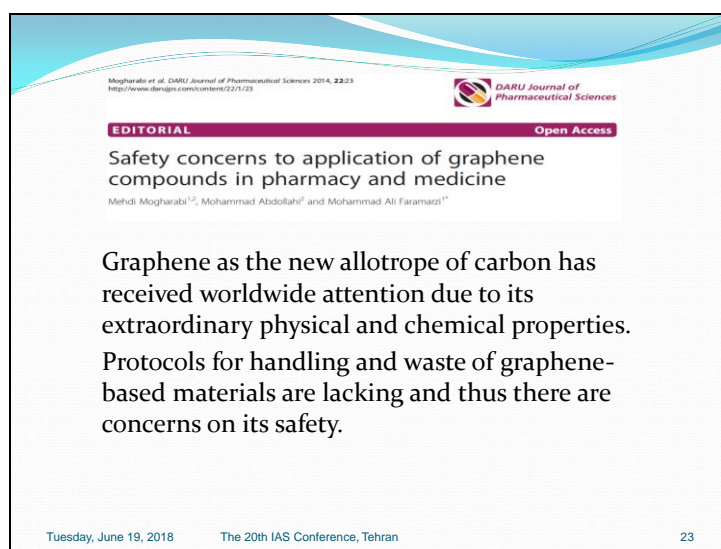 Mogharabi et al. DARU Journal of Pharmaceutical Sciences 2014, 22:23
http://www.darujps.com/content/22/1/23
DARU Journal of
Pharmaceutical Sciences
EDITORIAL
Open Access
Safety concerns to application of graphene
compounds in pharmacy and medicine
Mehdi Mogharabi1,2, Mohammad Abdollahi2 and Mohammad Ali Faramarzi1*
Graphene as the new allotrope of carbon has
received worldwide attention due to its
extraordinary physical and chemical properties.
Protocols for handling and waste of graphene-
based materials are lacking and thus there are
concerns on its safety.
Tuesday, June 19, 2018 The 20th IAS Conference, Tehran 23